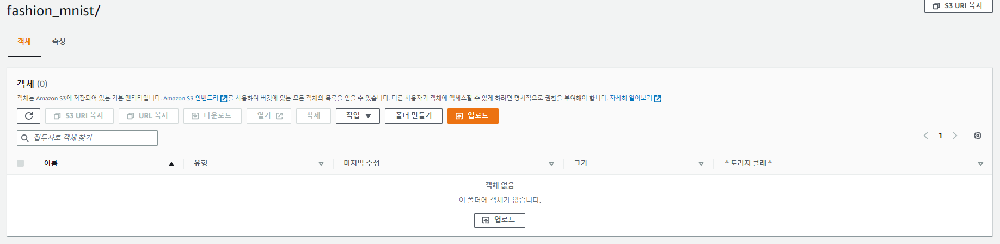 fashion_mnist/
S3 URI 복사
객체 속성
객체 (0)
객체는 Amazon S3에 저장되어 있는 기본 엔터티입니다. Amazon S3 인벤토리 를 사용하여 버킷에 있는 모든 객체의 목록을 얻을 수 있습니다. 다른 사용자가 객체에 액세스할 수 있게 하려면 명시적으로 권한을 부여해야 합니다. 자세히 알아보기
S3 URI 복사 URL 복사 다운로드 열기 삭제 작업 폴더 만들기 업로드
접두사로 객체 찾기
1
이름 유형 마지막 수정 크기 스토리지 클래스
객체 없음
이 폴더에 객체가 없습니다.
업로드